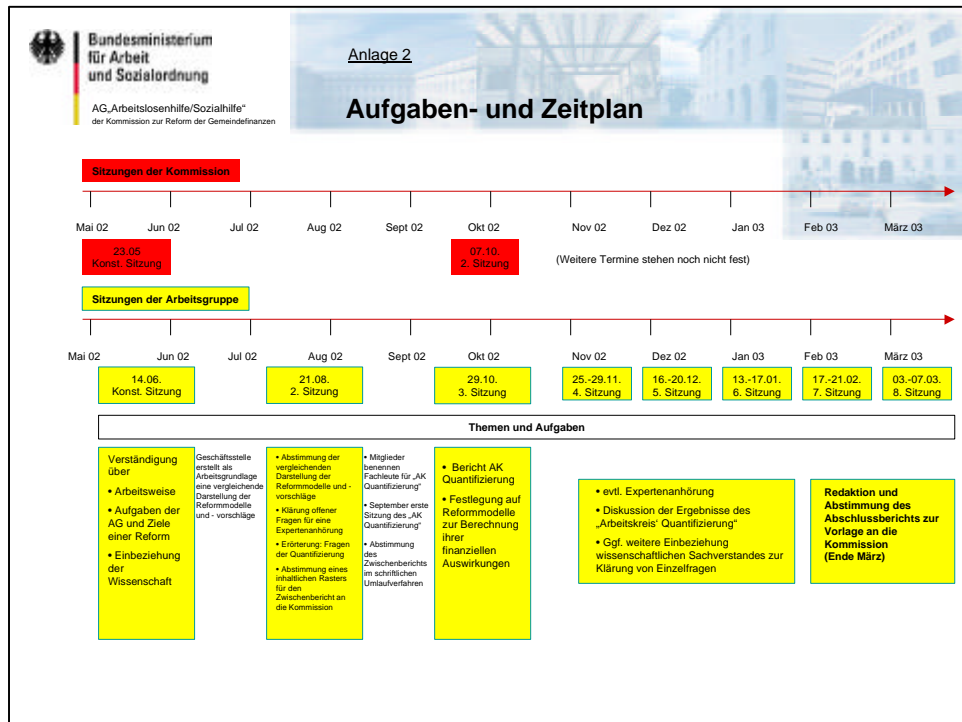 Bundesministerium
für Arbeit
und Sozialordnung
AG„Arbeitslosenhilfe/Sozialhilfe“
der Kommission zur Reform der Gemeindefinanzen
Anlage 2
Aufgaben- und Zeitplan
Sitzungen der Kommission
Mai 02 Jun 02 Jul 02 Aug 02 Sept 02 Okt 02 Nov 02 Dez 02 Jan 03 Feb 03 März 03
23.05
Konst. Sitzung
07.10.
2. Sitzung
(Weitere Termine stehen noch nicht fest)
Sitzungen der Arbeitsgruppe
Mai 02 Jun 02 Jul 02 Aug 02 Sept 02 Okt 02 Nov 02 Dez 02 Jan 03 Feb 03 März 03
14.06.
Konst. Sitzung
21.08.
2. Sitzung
29.10.
3. Sitzung
25.-29.11.
4. Sitzung
16.-20.12.
5. Sitzung
13.-17.01.
6. Sitzung
17.-21.02.
7. Sitzung
03.-07.03.
8. Sitzung
Themen und Aufgaben
Verständigung
über
• Arbeitsweise
• Aufgaben der
AG und Ziele
einer Reform
• Einbeziehung
der
Wissenschaft
Geschäftsstelle
erstellt als
Arbeitsgrundlage
eine vergleichende
Darstellung der
Reformmodelle
und - vorschläge
• Abstimmung der
vergleichenden
Darstellung der
Reformmodelle und -
vorschläge
• Klärung offener
Fragen für eine
Expertenanhörung
• Erörterung: Fragen
der Quantifizierung
• Abstimmung eines
inhaltlichen Rasters
für den
Zwischenbericht an
die Kommission
• Mitglieder
benennen
Fachleute für „AK
Quantifizierung“
• September erste
Sitzung des „AK
Quantifizierung“
• Abstimmung
des
Zwischenberichts
im schriftlichen
Umlaufverfahren
• Bericht AK
Quantifizierung
• Festlegung auf
Reformmodelle
zur Berechnung
ihrer
finanziellen
Auswirkungen
• evtl. Expertenanhörung
• Diskussion der Ergebnisse des
„Arbeitskreis‘ Quantifizierung“
• Ggf. weitere Einbeziehung
wissenschaftlichen Sachverstandes zur
Klärung von Einzelfragen
Redaktion und
Abstimmung des
Abschlussberichts zur
Vorlage an die
Kommission
(Ende März)